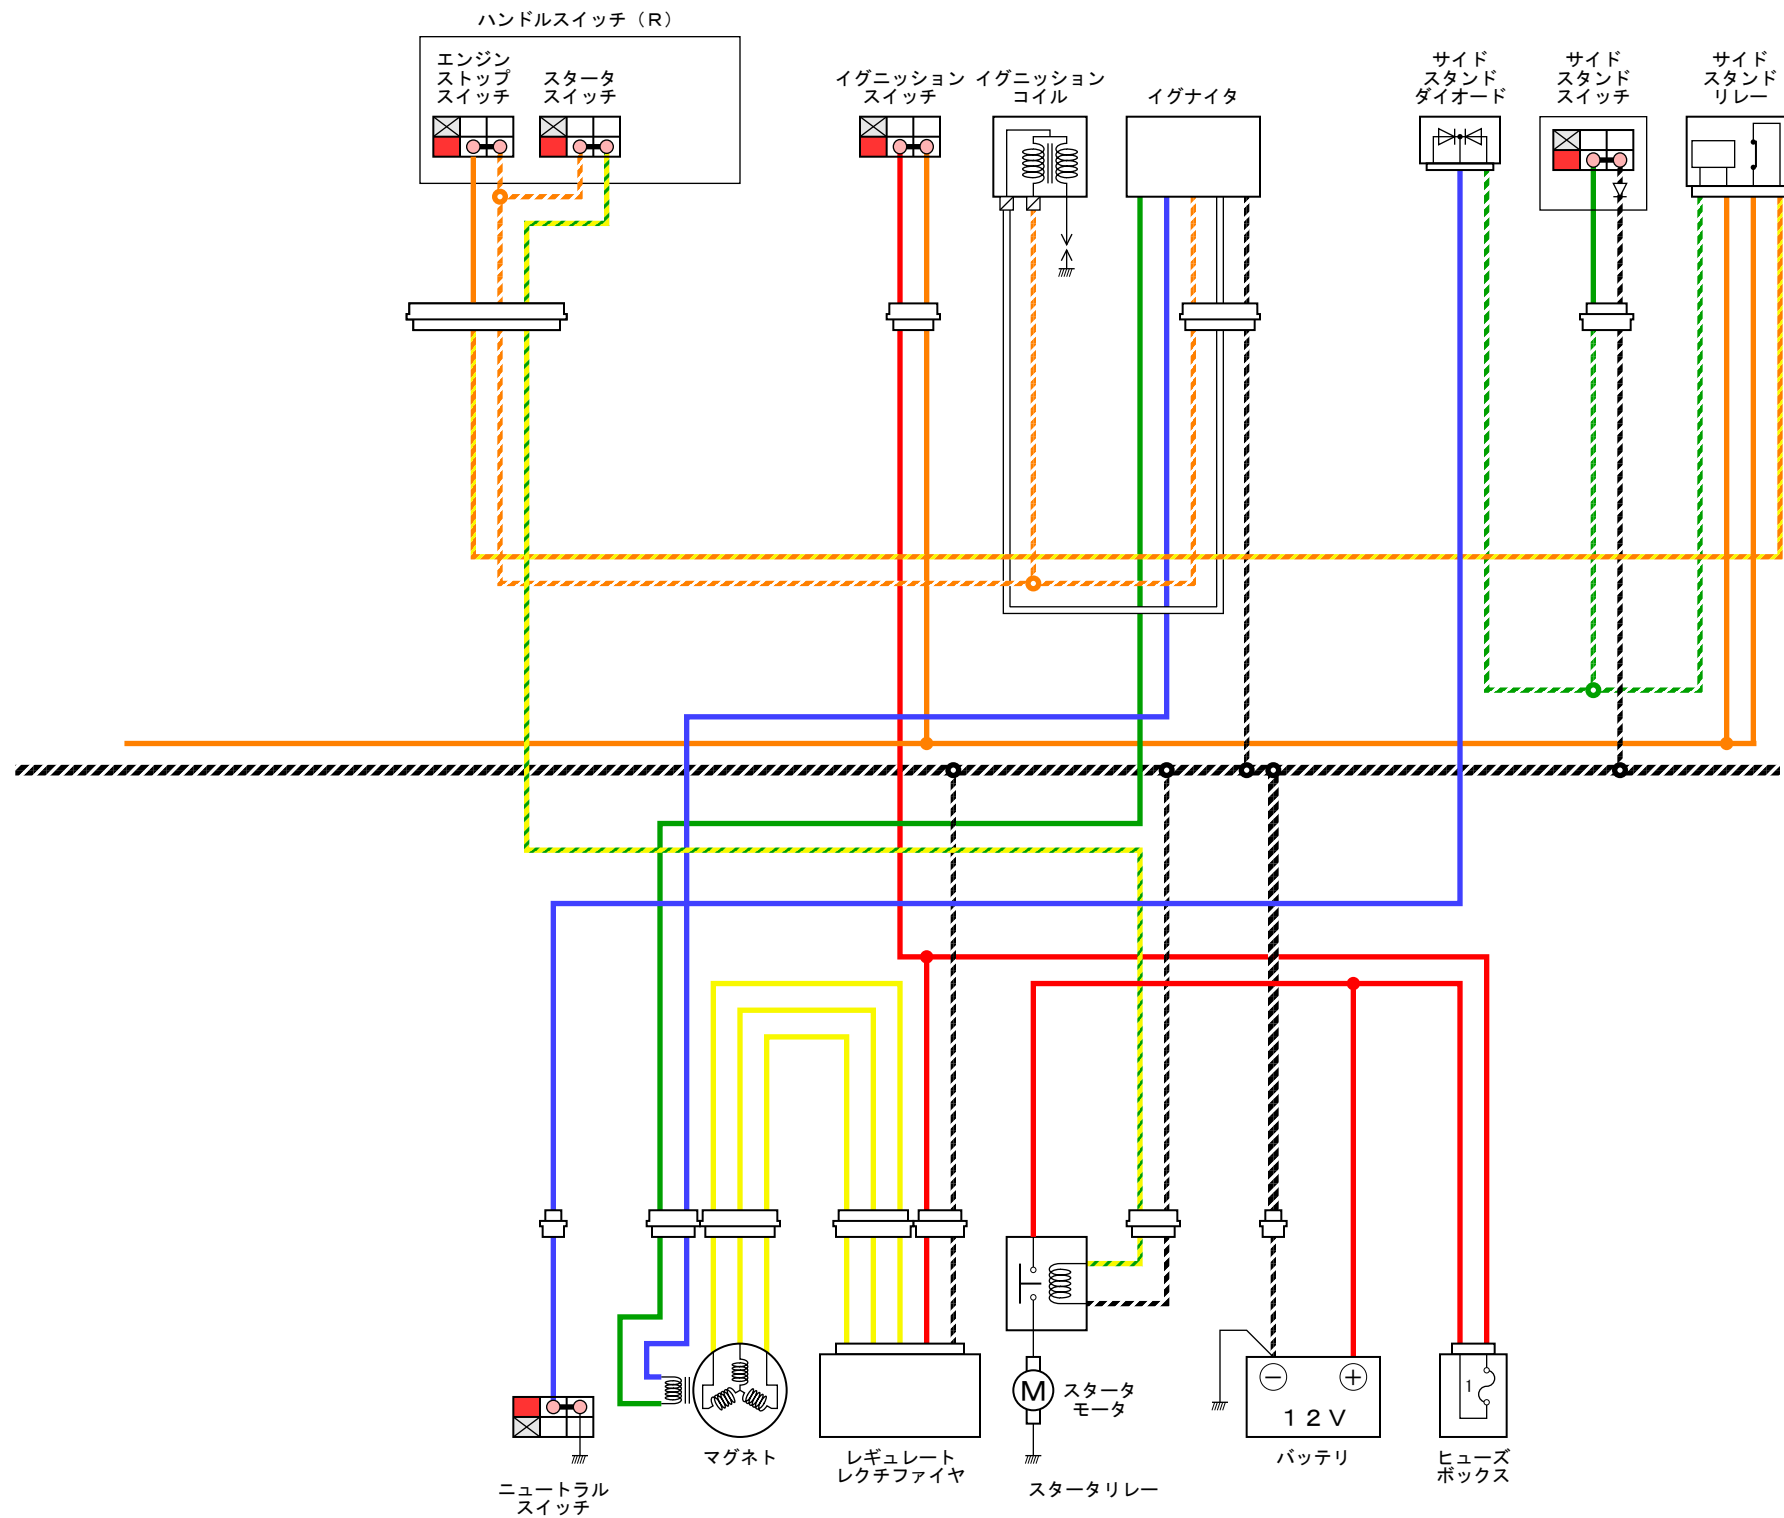 ハンドルスイッチ（R）
エンジン
ストップ
スイッチ
スタータ
スイッチ
イグニッション
スイッチ
イグニッション
コイル
イグナイタ
サイド
スタンド
ダイオード
サイド
スタンド
スイッチ
サイド
スタンド
リレー
M
スタータ
モータ
12V
1
ニュートラル
スイッチ
マグネト
レギュレート
レクチファイヤ
スタータリレー
バッテリ
ヒューズ
ボックス